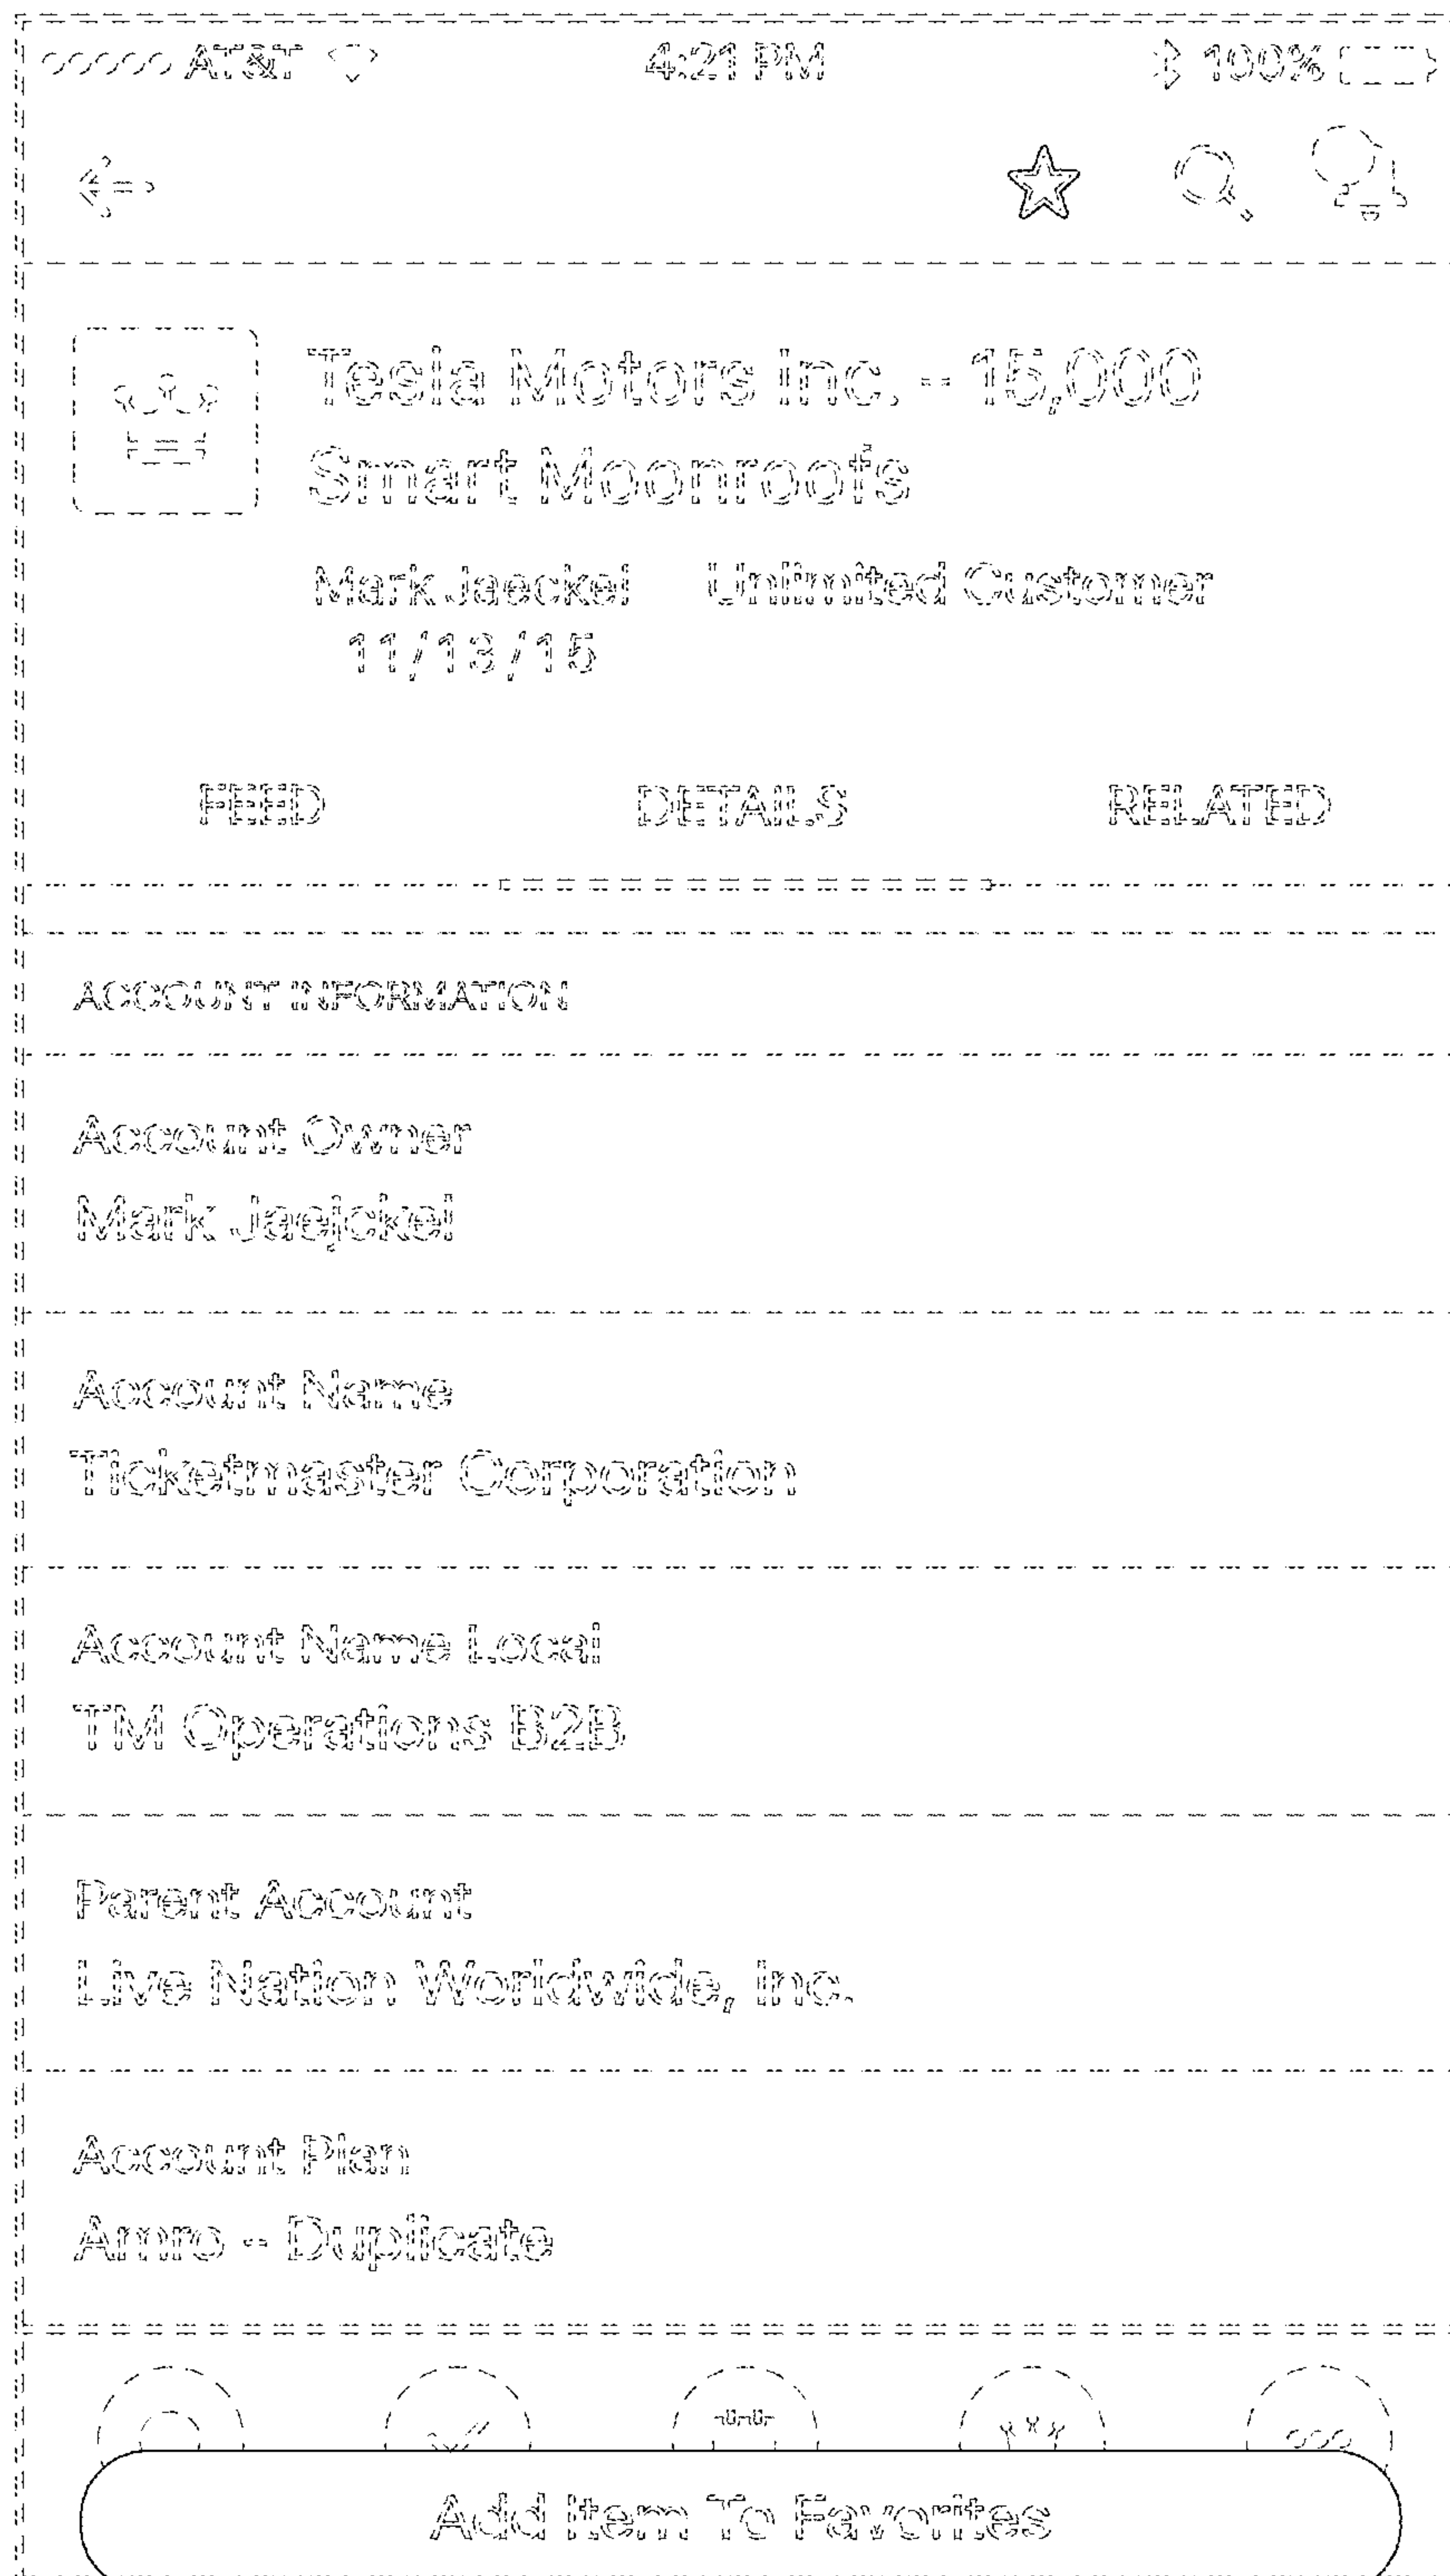 AT&T 4:21 PM 100%
Tesla Motors Inc. - 15,000
Smart Moonroofs
Mark Jaeckel Unlimited Customer
11/13/15
FEED DETAILS RELATED
ACCOUNT INFORMATION
Account Owner
Mark Jaejckel
Account Name
Ticketmaster Corporation
Account Name Local
TM Operations B2B
Parent Account
Live Nation Worldwide, Inc.
Account Plan
Amro - Duplicate
Add Item To Favorites